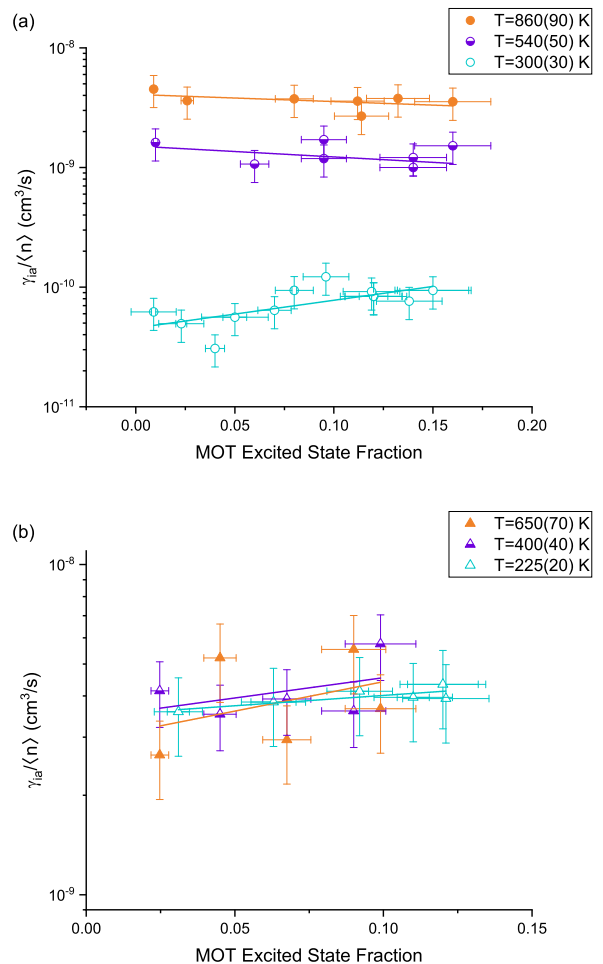 (a)
T=860(90) K
T=540(50) K
T=300(30) K
10⁻⁸
10⁻⁹
10⁻¹⁰
10⁻¹¹
γᵢₐ/⟨n⟩ (cm³/s)
0.00 0.05 0.10 0.15 0.20
MOT Excited State Fraction
(b)
T=650(70) K
T=400(40) K
T=225(20) K
10⁻⁸
10⁻⁹
γᵢₐ/⟨n⟩ (cm³/s)
0.00 0.05 0.10 0.15
MOT Excited State Fraction